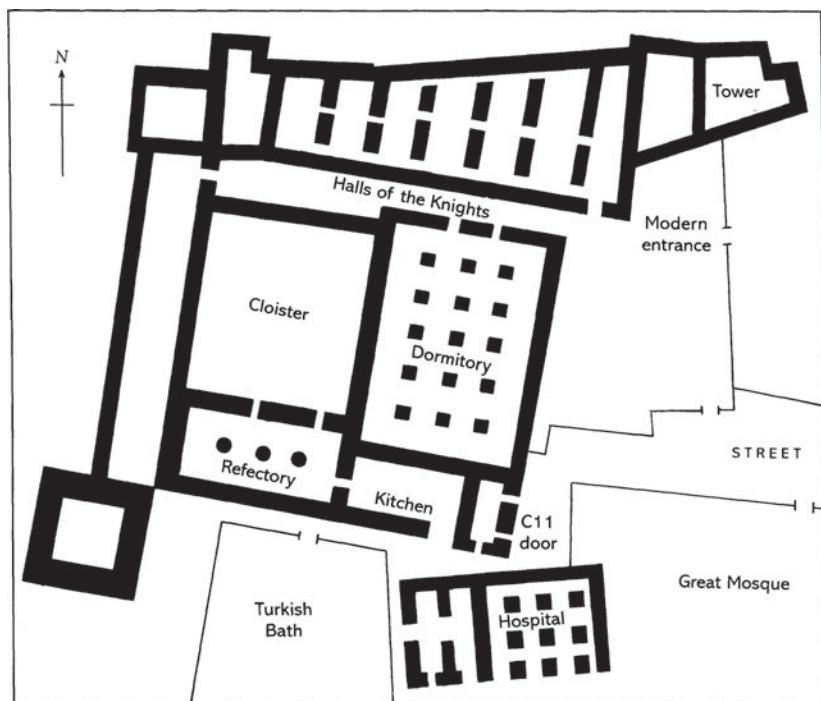 N
Tower
Halls of the Knights
Modern
entrance
Cloister
Dormitory
STREET
Refectory
Kitchen
C11
door
Great Mosque
Turkish
Bath
Hospital